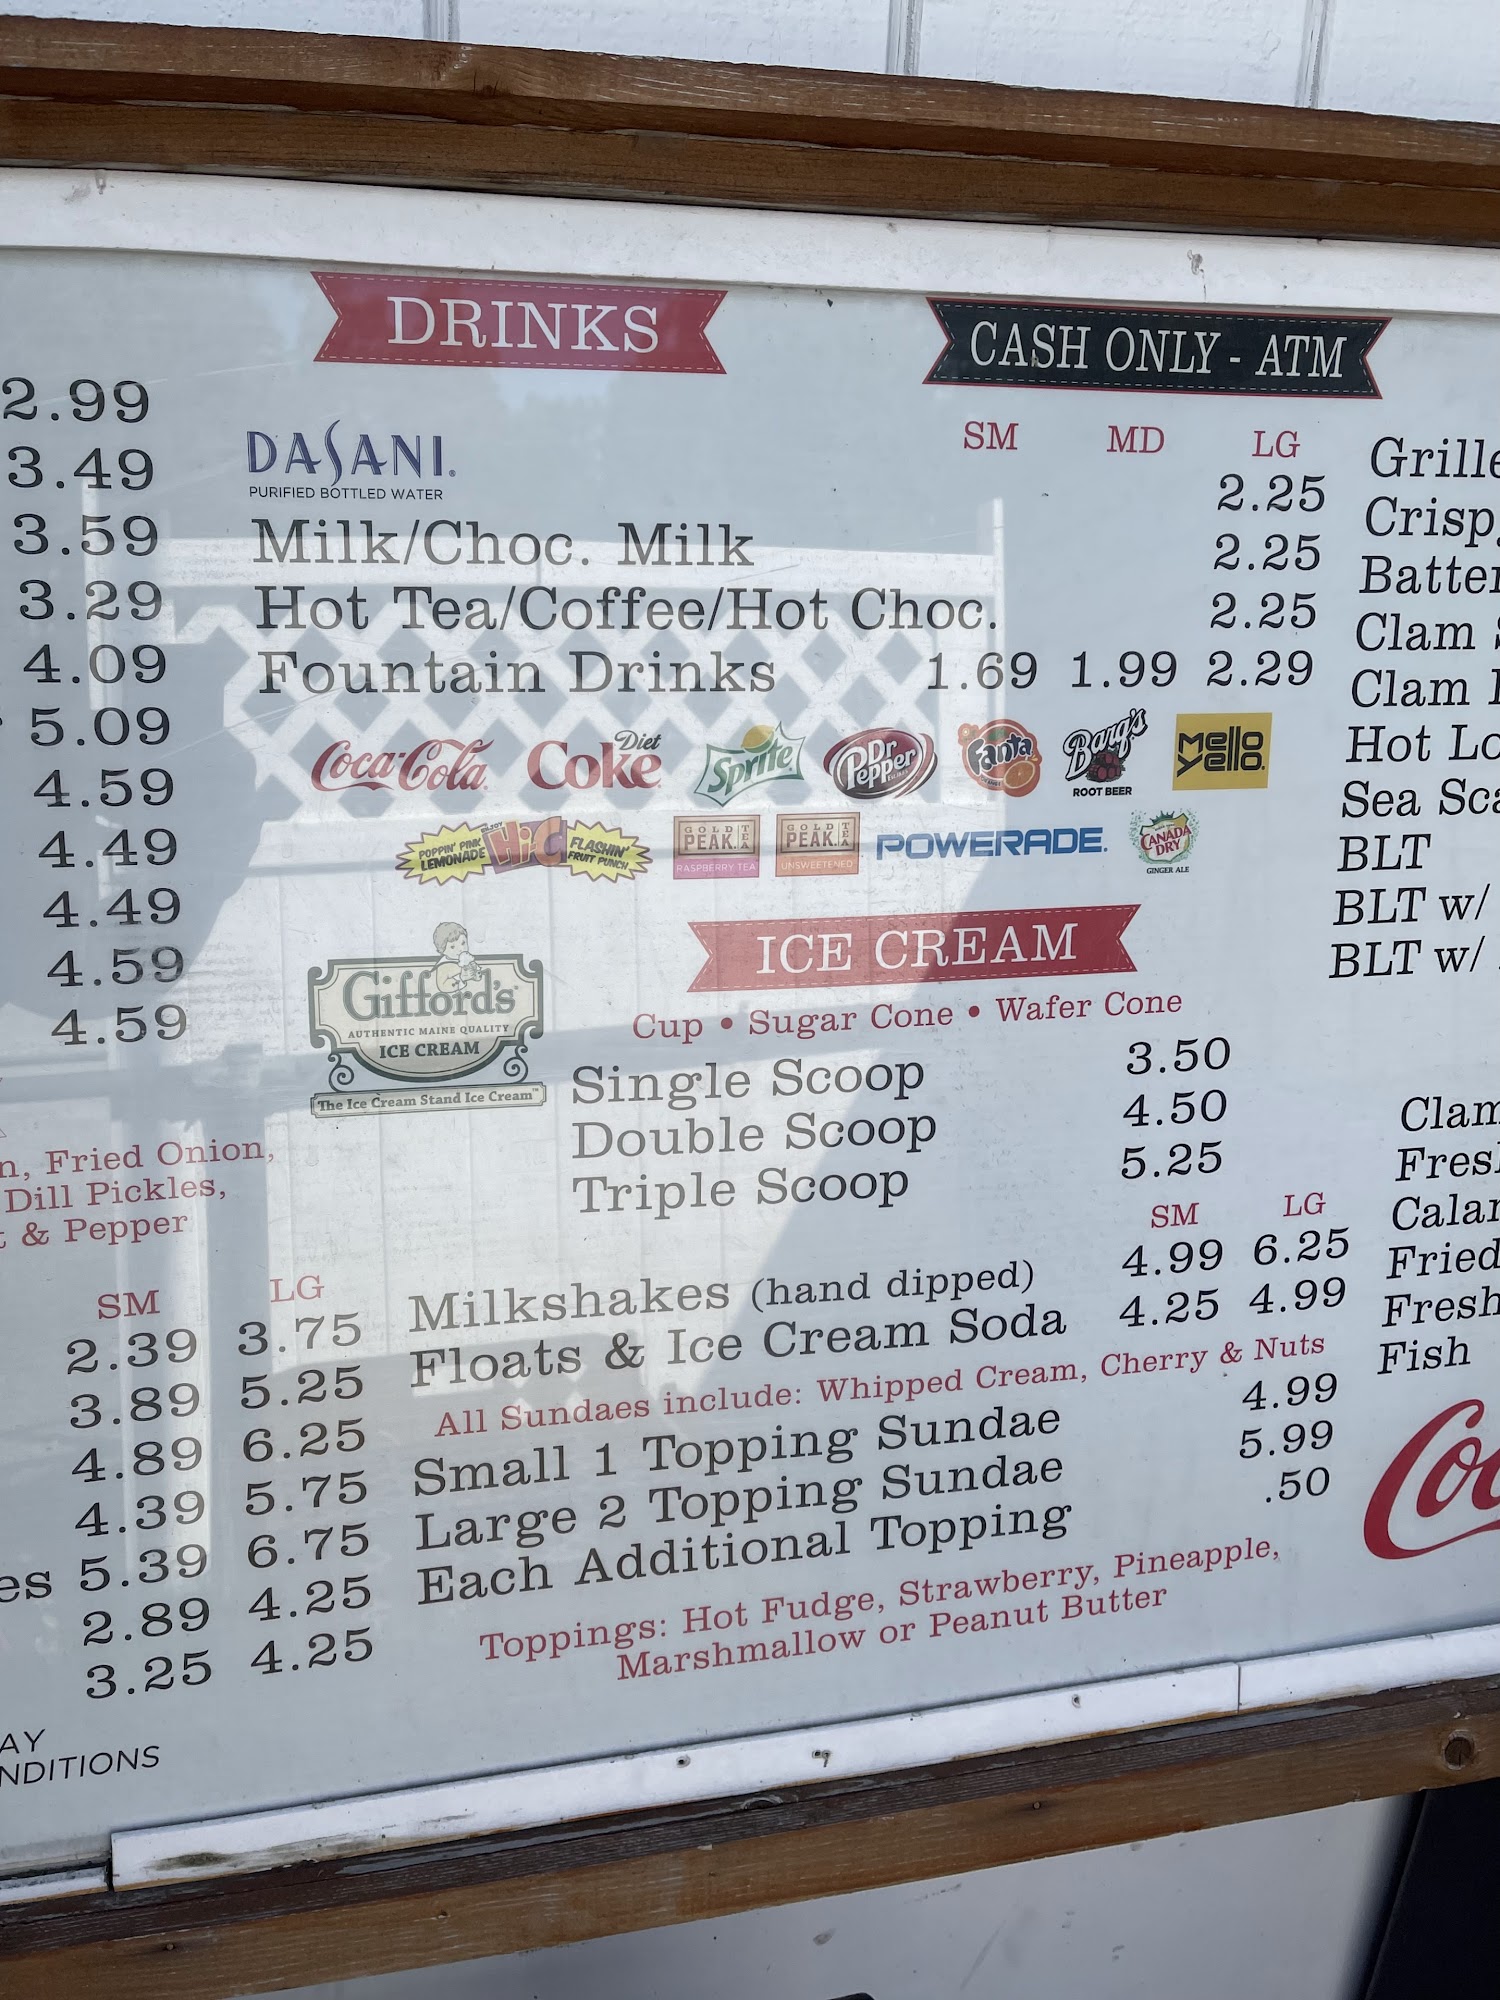 DRINKS
CASH ONLY - ATM
2.99
3.49
3.59
3.29
4.09
5.09
4.59
4.49
4.49
4.59
4.59
Fried Onion,
Dill Pickles,
& Pepper
SM LG
2.39 3.75
3.89 5.25
4.89 6.25
4.39 5.75
5.39 6.75
2.89 4.25
3.25 4.25
SM MD LG
DASANI. 2.25
PURIFIED BOTTLED WATER
Milk/Choc. Milk 2.25
Hot Tea/Coffee/Hot Choc. 2.25
Fountain Drinks 1.69 1.99 2.29
Coca-Cola Diet Coke Sprite Dr Pepper Fanta Barq's ROOT BEER Mello Yello
POPPIN' PINK LEMONADE ENJOY Hi-C FLASHIN' FRUIT PUNCH
GOLD PEAK TEA RASPBERRY TEA
GOLD PEAK TEA UNSWEETENED
POWERADE.
CANADA DRY GINGER ALE
Gifford's
AUTHENTIC MAINE QUALITY
ICE CREAM
The Ice Cream Stand Ice Cream™
ICE CREAM
Cup • Sugar Cone • Wafer Cone
Single Scoop 3.50
Double Scoop 4.50
Triple Scoop 5.25
SM LG
Milkshakes (hand dipped) 4.99 6.25
Floats & Ice Cream Soda 4.25 4.99
All Sundaes include: Whipped Cream, Cherry & Nuts
Small 1 Topping Sundae 4.99
Large 2 Topping Sundae 5.99
Each Additional Topping .50
Toppings: Hot Fudge, Strawberry, Pineapple,
Marshmallow or Peanut Butter
Clam
Clam
Hot
Sea
BLT
BLT w/
BLT w/
Clam
Fried
Fresh
Fish